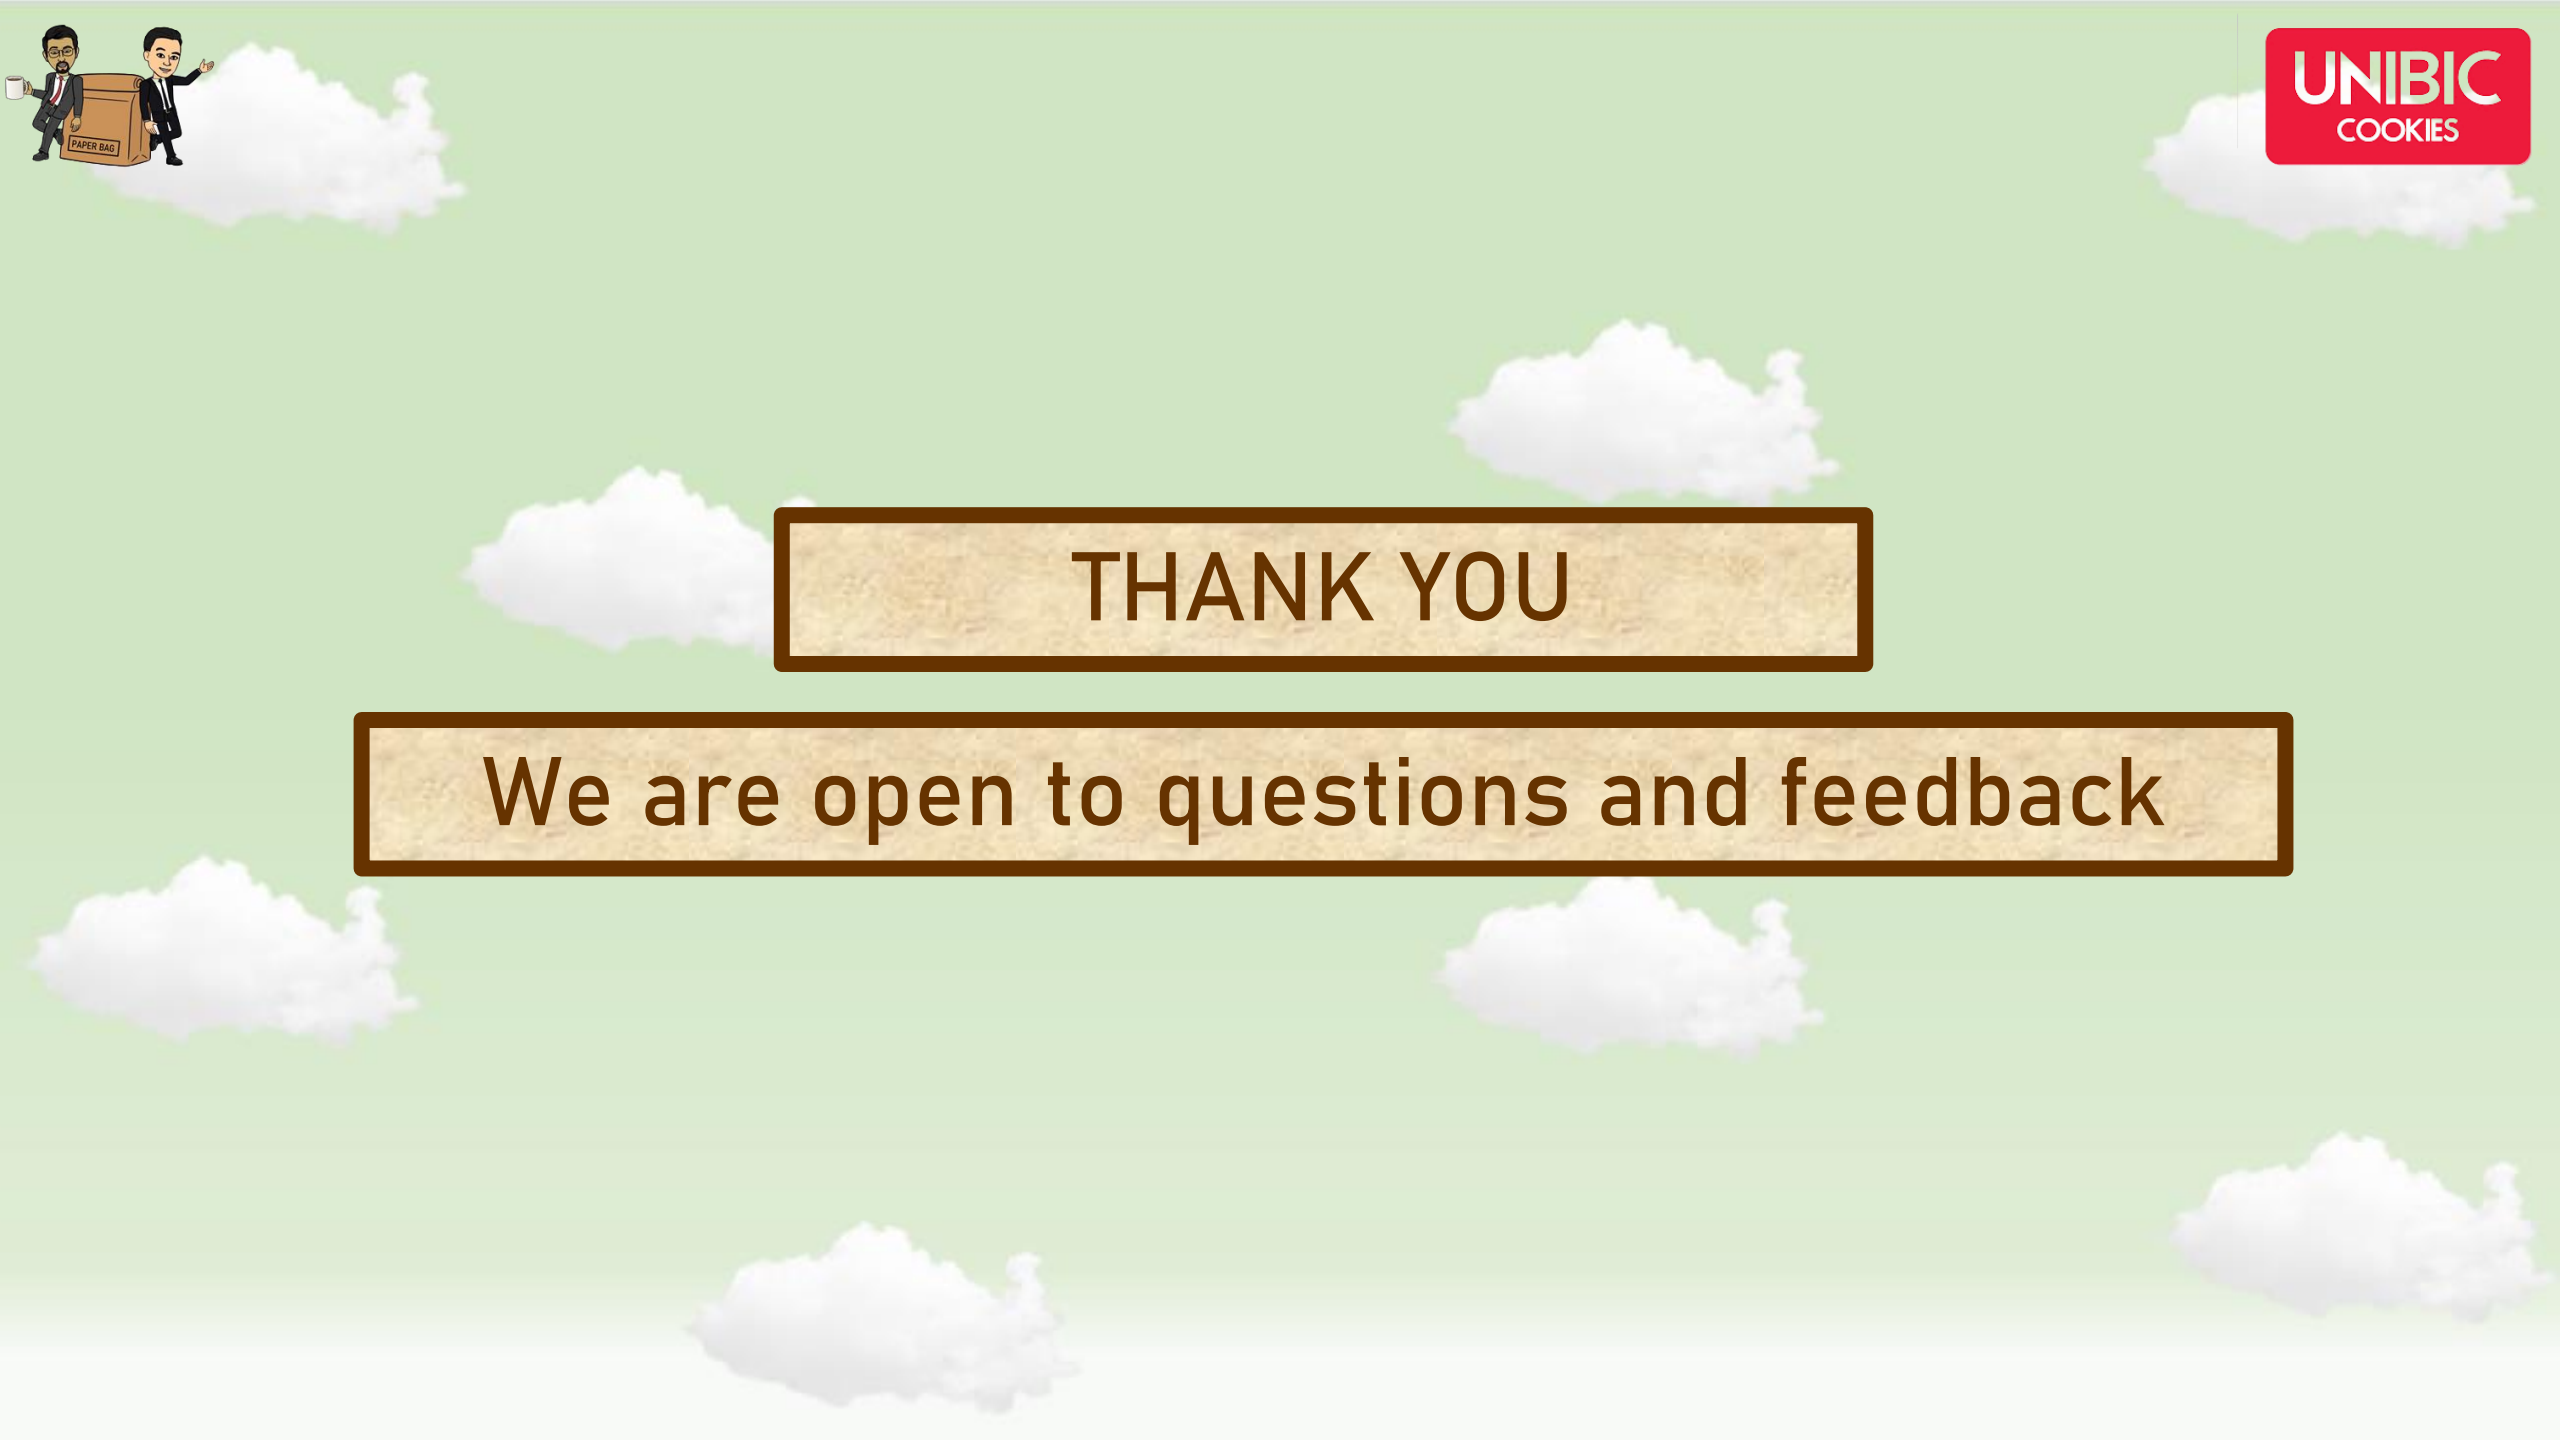 PAPER BAG
UNIBIC
COOKIES
THANK YOU
We are open to questions and feedback